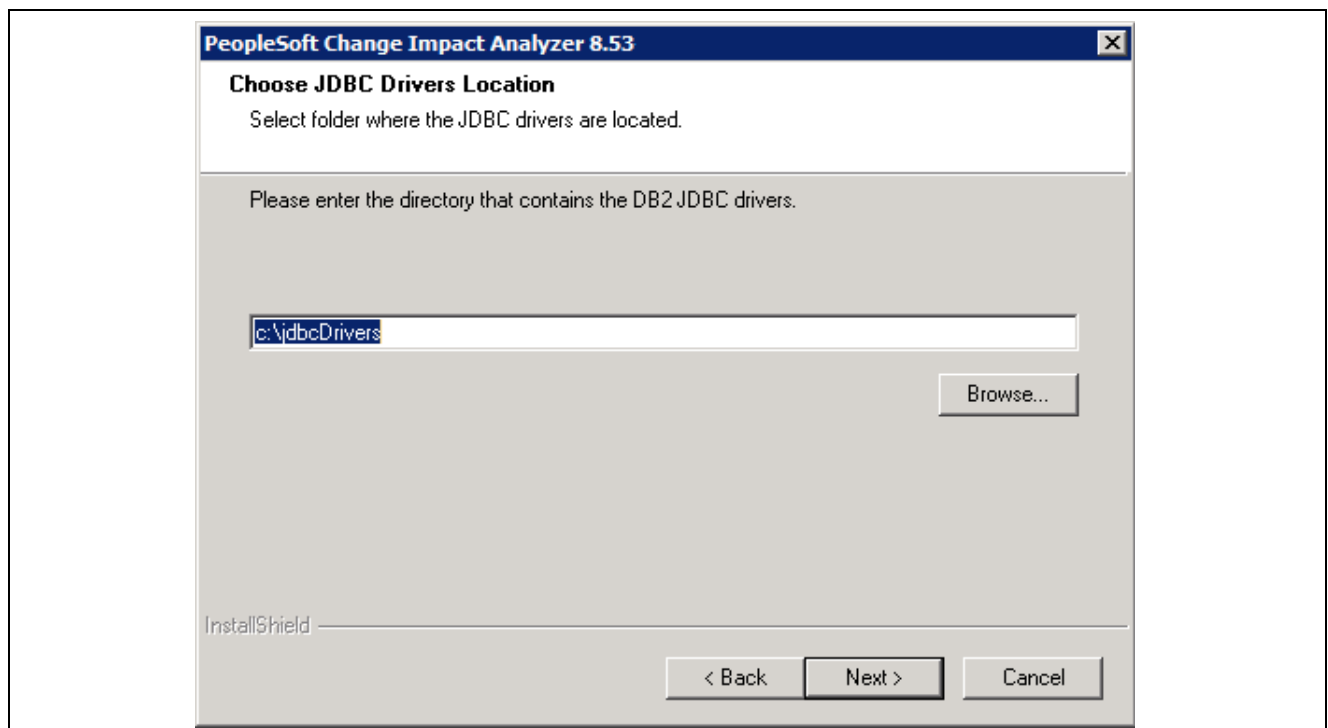 PeopleSoft Change Impact Analyzer 8.53
Choose JDBC Drivers Location
Select folder where the JDBC drivers are located.
Please enter the directory that contains the DB2 JDBC drivers.
c:\jdbcDrivers
Browse...
InstallShield
< Back Next > Cancel